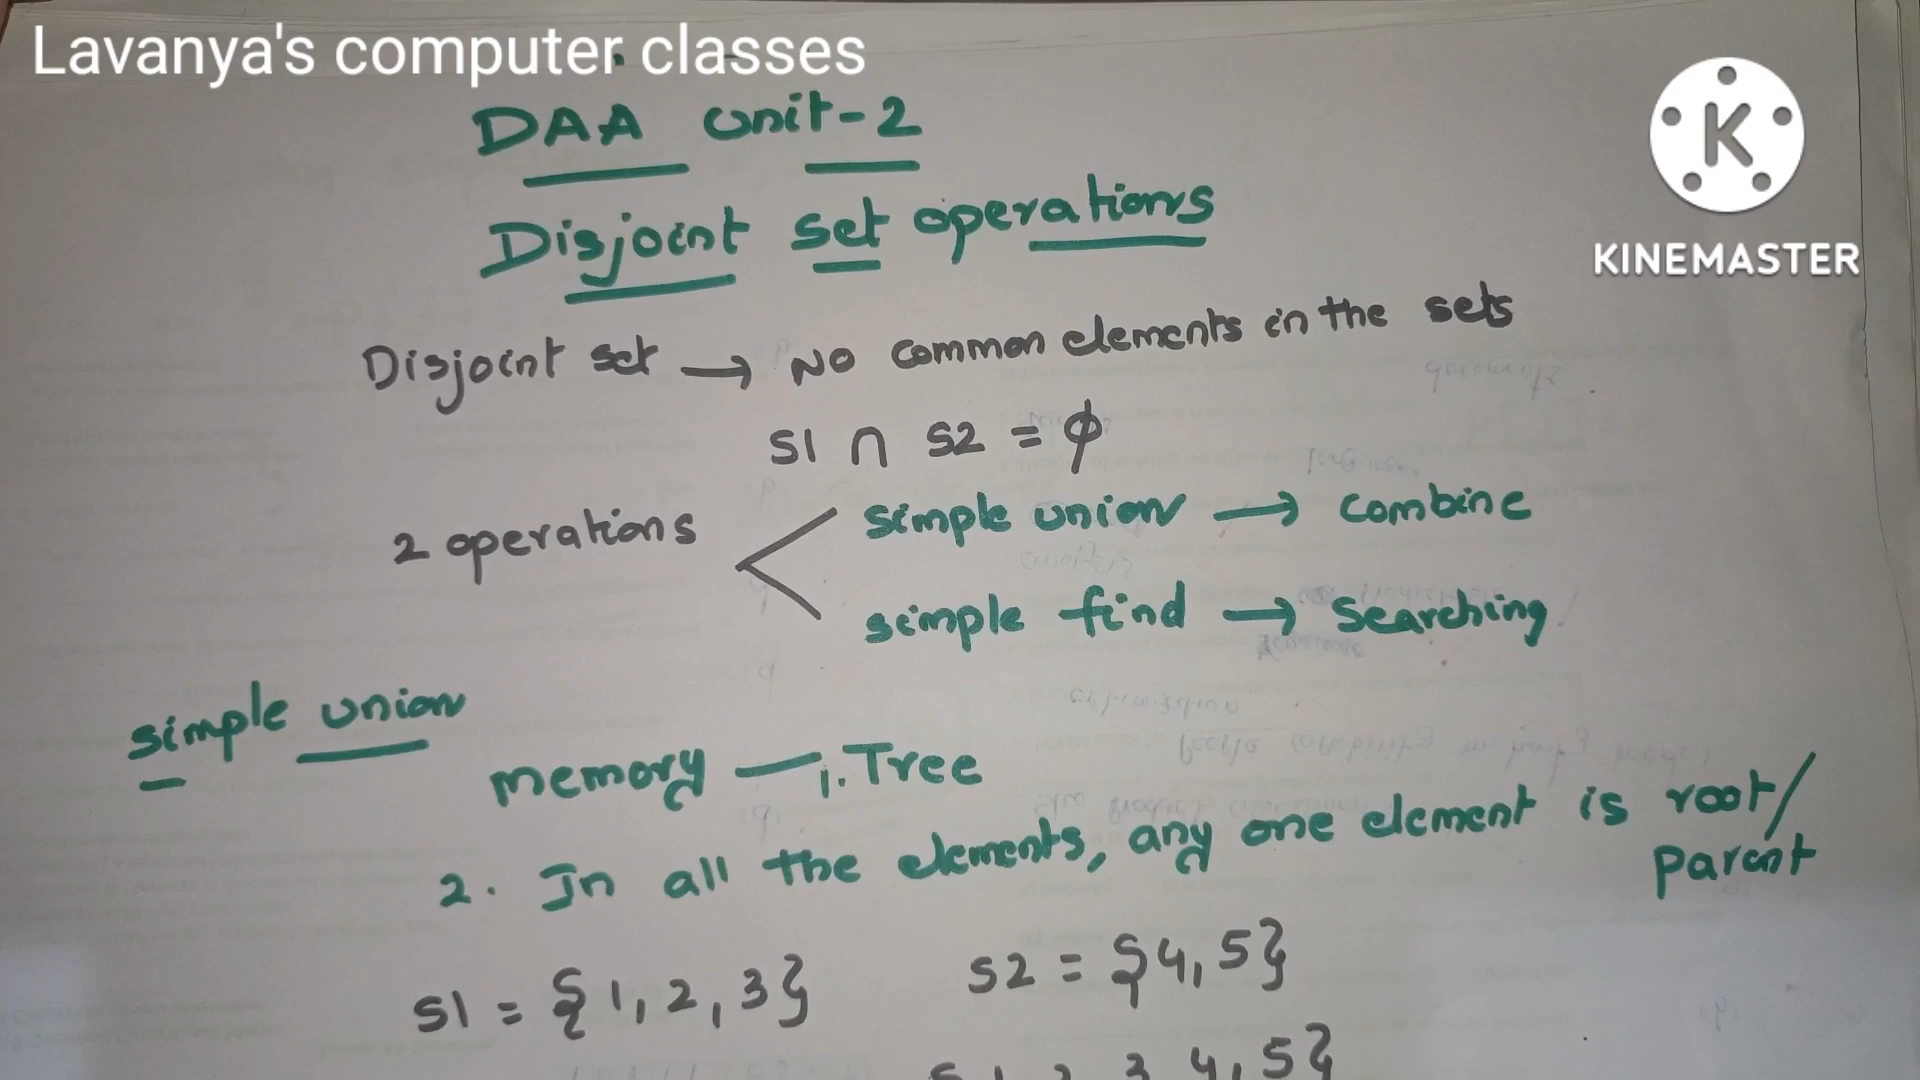 Lavanya's computer classes
KINEMASTER
DAA unit-2
Disjoint set operations
Disjoint set → No common elements in the sets
S1 ∩ S2 = ϕ
2 operations
simple union → combine
simple find → searching
simple union
memory — 1. Tree
2. In all the elements, any one element is root/
parent
S1 = {1, 2, 3} S2 = {4, 5}
4, 5}